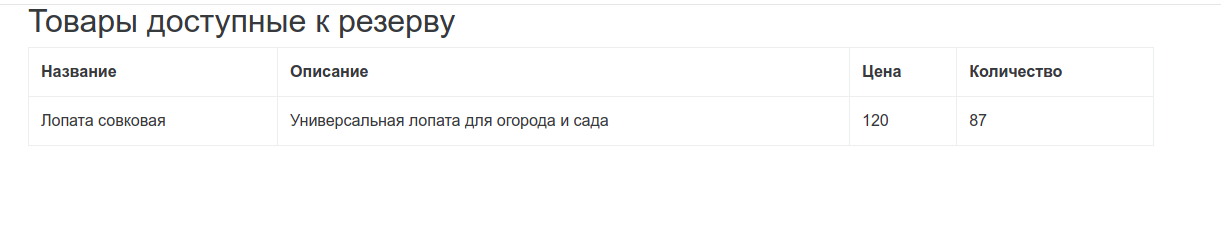 Товары доступные к резерву
Название Описание Цена Количество
Лопата совковая Универсальная лопата для огорода и сада 120 87